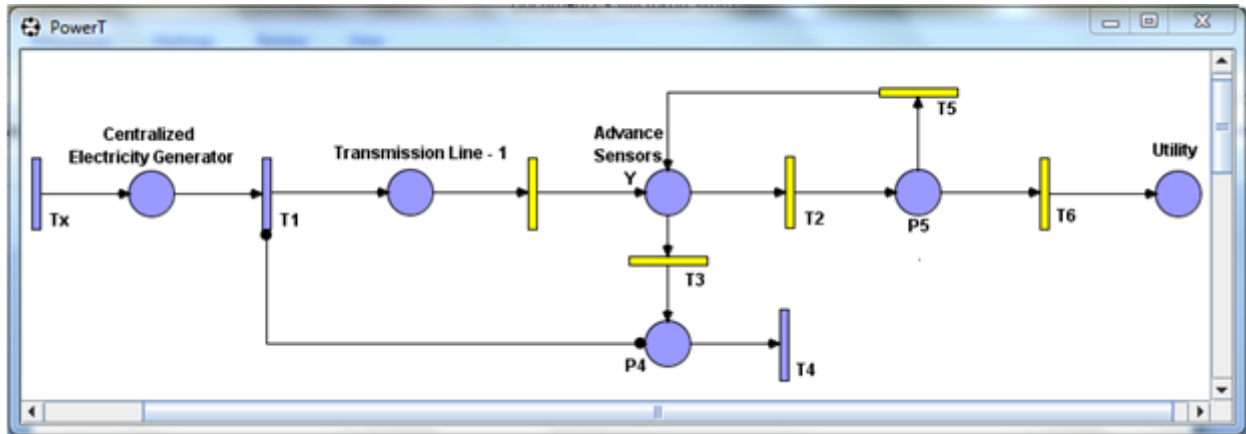 PowerT
Centralized
Electricity Generator
Transmission Line - 1
Advance
Sensors
Y
T5
Utility
Tx
T1
T2
P5
T6
T3
P4
T4